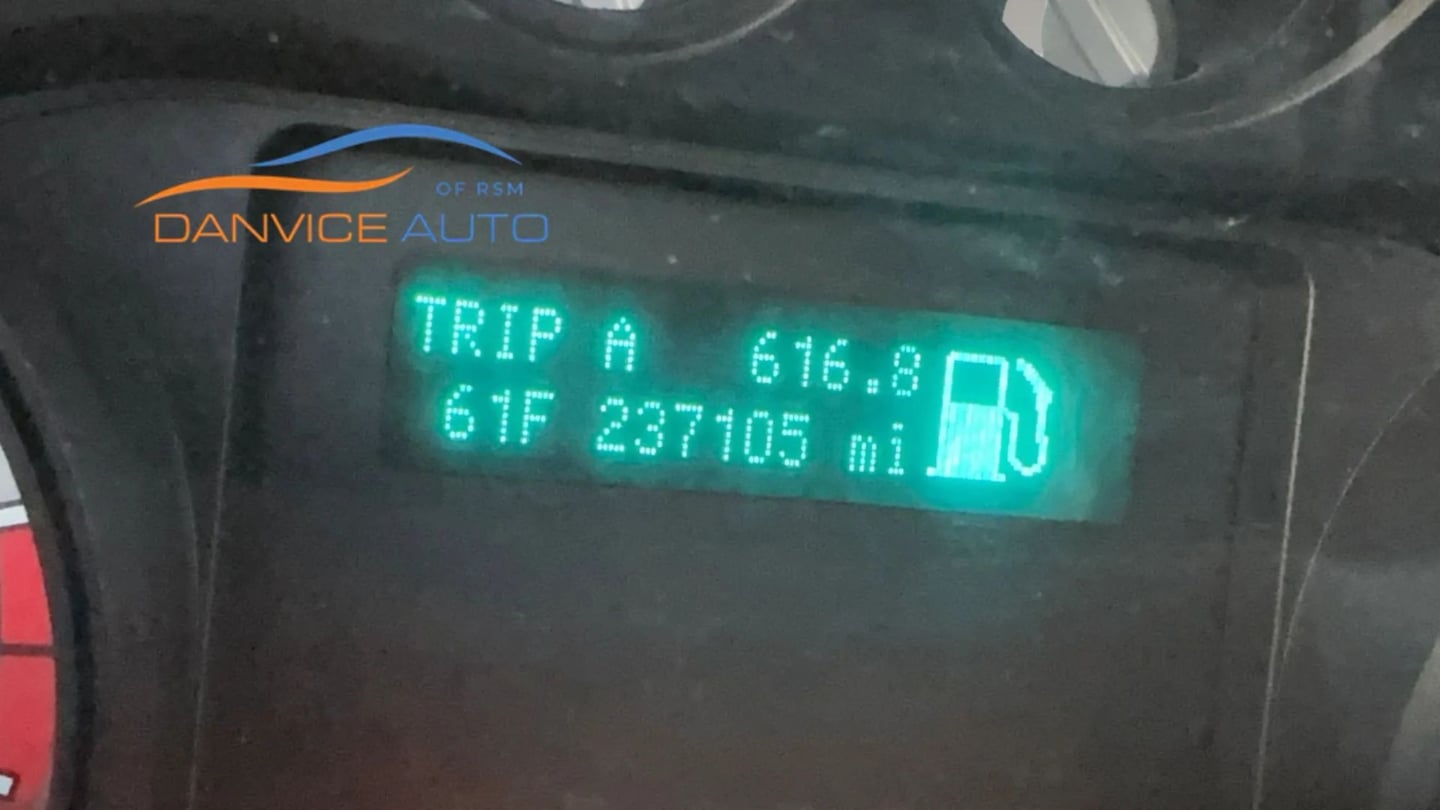 OF RSM
DANVICE AUTO
TRIP A 616.8
61F 237105 mi